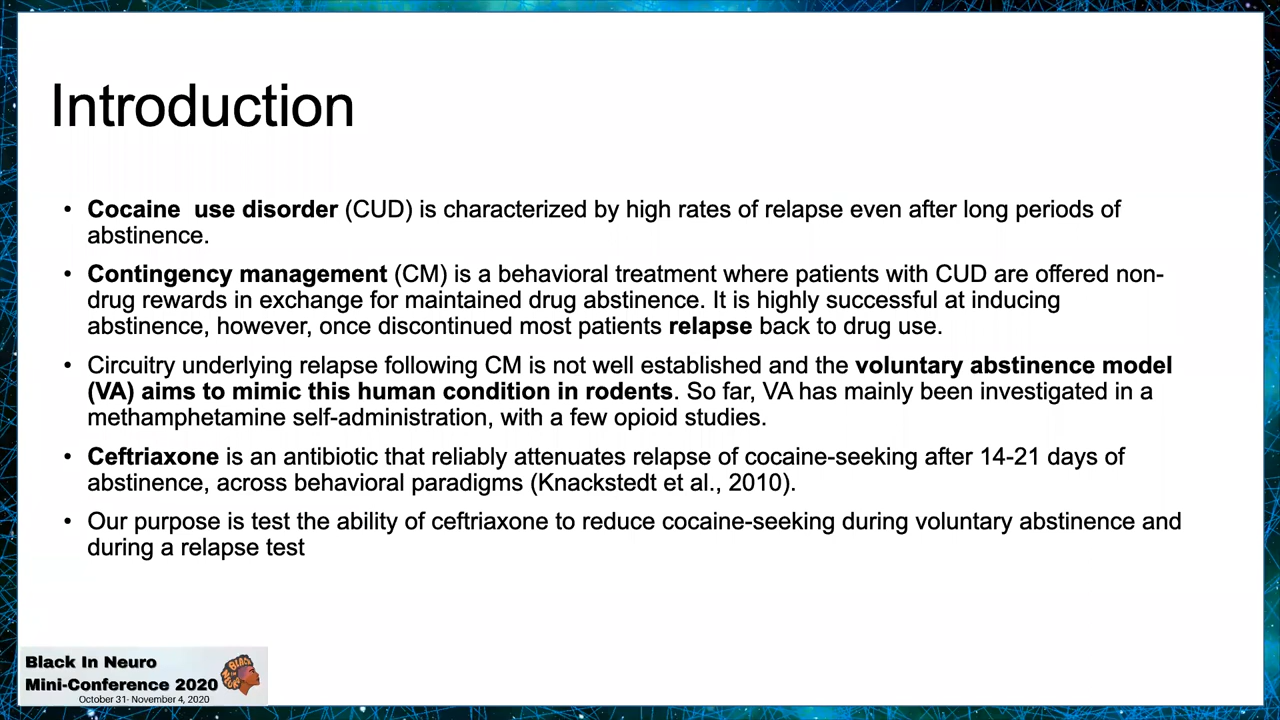 Introduction
• Cocaine  use disorder (CUD) is characterized by high rates of relapse even after long periods of
abstinence.
• Contingency management (CM) is a behavioral treatment where patients with CUD are offered non-
drug rewards in exchange for maintained drug abstinence. It is highly successful at inducing
abstinence, however, once discontinued most patients relapse back to drug use.
• Circuitry underlying relapse following CM is not well established and the voluntary abstinence model
(VA) aims to mimic this human condition in rodents. So far, VA has mainly been investigated in a
methamphetamine self-administration, with a few opioid studies.
• Ceftriaxone is an antibiotic that reliably attenuates relapse of cocaine-seeking after 14-21 days of
abstinence, across behavioral paradigms (Knackstedt et al., 2010).
• Our purpose is test the ability of ceftriaxone to reduce cocaine-seeking during voluntary abstinence and
during a relapse test
Black In Neuro
Mini-Conference 2020
October 31- November 4, 2020